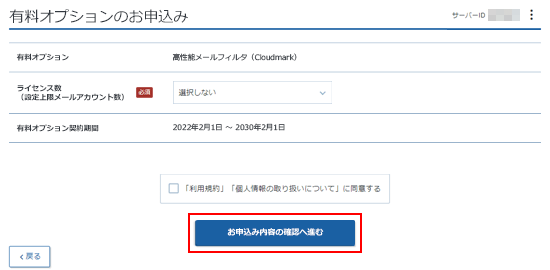 有料オプションのお申込み
サーバーID
有料オプション
高性能メールフィルタ（Cloudmark）
ライセンス数
（設定上限メールアカウント数）
必須
選択しない
有料オプション契約期間
2022年2月1日 ～ 2030年2月1日
「利用規約」「個人情報の取り扱いについて」に同意する
お申込み内容の確認へ進む
戻る